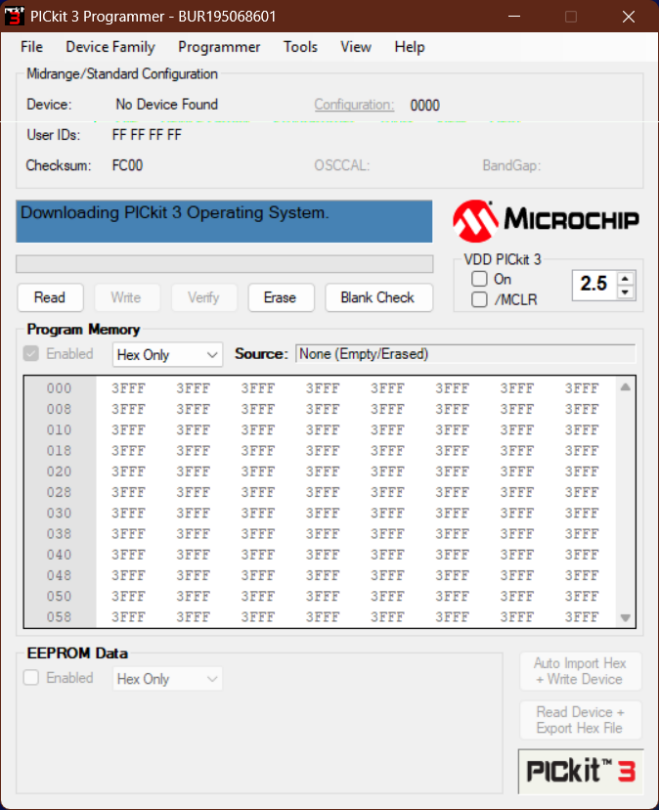 PICkit 3 Programmer - BUR195068601
File Device Family Programmer Tools View Help
Midrange/Standard Configuration
Device: No Device Found Configuration: 0000
User IDs: FF FF FF FF
Checksum: FC00 OSCCAL: BandGap:
Downloading PICkit 3 Operating System.
MICROCHIP
VDD PICkit 3
On
/MCLR
2.5
Read Write Verify Erase Blank Check
Program Memory
Enabled Hex Only Source: None (Empty/Erased)
000 3FFF 3FFF 3FFF 3FFF 3FFF 3FFF 3FFF 3FFF
008 3FFF 3FFF 3FFF 3FFF 3FFF 3FFF 3FFF 3FFF
010 3FFF 3FFF 3FFF 3FFF 3FFF 3FFF 3FFF 3FFF
018 3FFF 3FFF 3FFF 3FFF 3FFF 3FFF 3FFF 3FFF
020 3FFF 3FFF 3FFF 3FFF 3FFF 3FFF 3FFF 3FFF
028 3FFF 3FFF 3FFF 3FFF 3FFF 3FFF 3FFF 3FFF
030 3FFF 3FFF 3FFF 3FFF 3FFF 3FFF 3FFF 3FFF
038 3FFF 3FFF 3FFF 3FFF 3FFF 3FFF 3FFF 3FFF
040 3FFF 3FFF 3FFF 3FFF 3FFF 3FFF 3FFF 3FFF
048 3FFF 3FFF 3FFF 3FFF 3FFF 3FFF 3FFF 3FFF
050 3FFF 3FFF 3FFF 3FFF 3FFF 3FFF 3FFF 3FFF
058 3FFF 3FFF 3FFF 3FFF 3FFF 3FFF 3FFF 3FFF
EEPROM Data
Enabled Hex Only
Auto Import Hex
+ Write Device
Read Device +
Export Hex File
PICkit™ 3